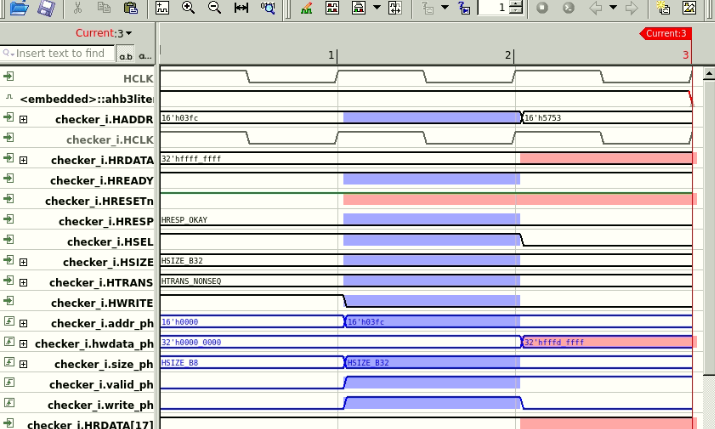 1
Current:3
Current:3
Insert text to find
a.b
a...
1
2
3
HCLK
<embedded>::ahb3lite
checker_i.HADDR
16'h03fc
16'h5753
checker_i.HCLK
checker_i.HRDATA
32'hffff_ffff
checker_i.HREADY
checker_i.HRESETn
checker_i.HRESP
HRESP_OKAY
checker_i.HSEL
checker_i.HSIZE
HSIZE_B32
checker_i.HTRANS
HTRANS_NONSEQ
checker_i.HWRITE
checker_i.addr_ph
16'h0000
16'h03fc
checker_i.hwdata_ph
32'h0000_0000
32'hfffd_ffff
checker_i.size_ph
HSIZE_B8
HSIZE_B32
checker_i.valid_ph
checker_i.write_ph
checker_i.HRDATA[17]